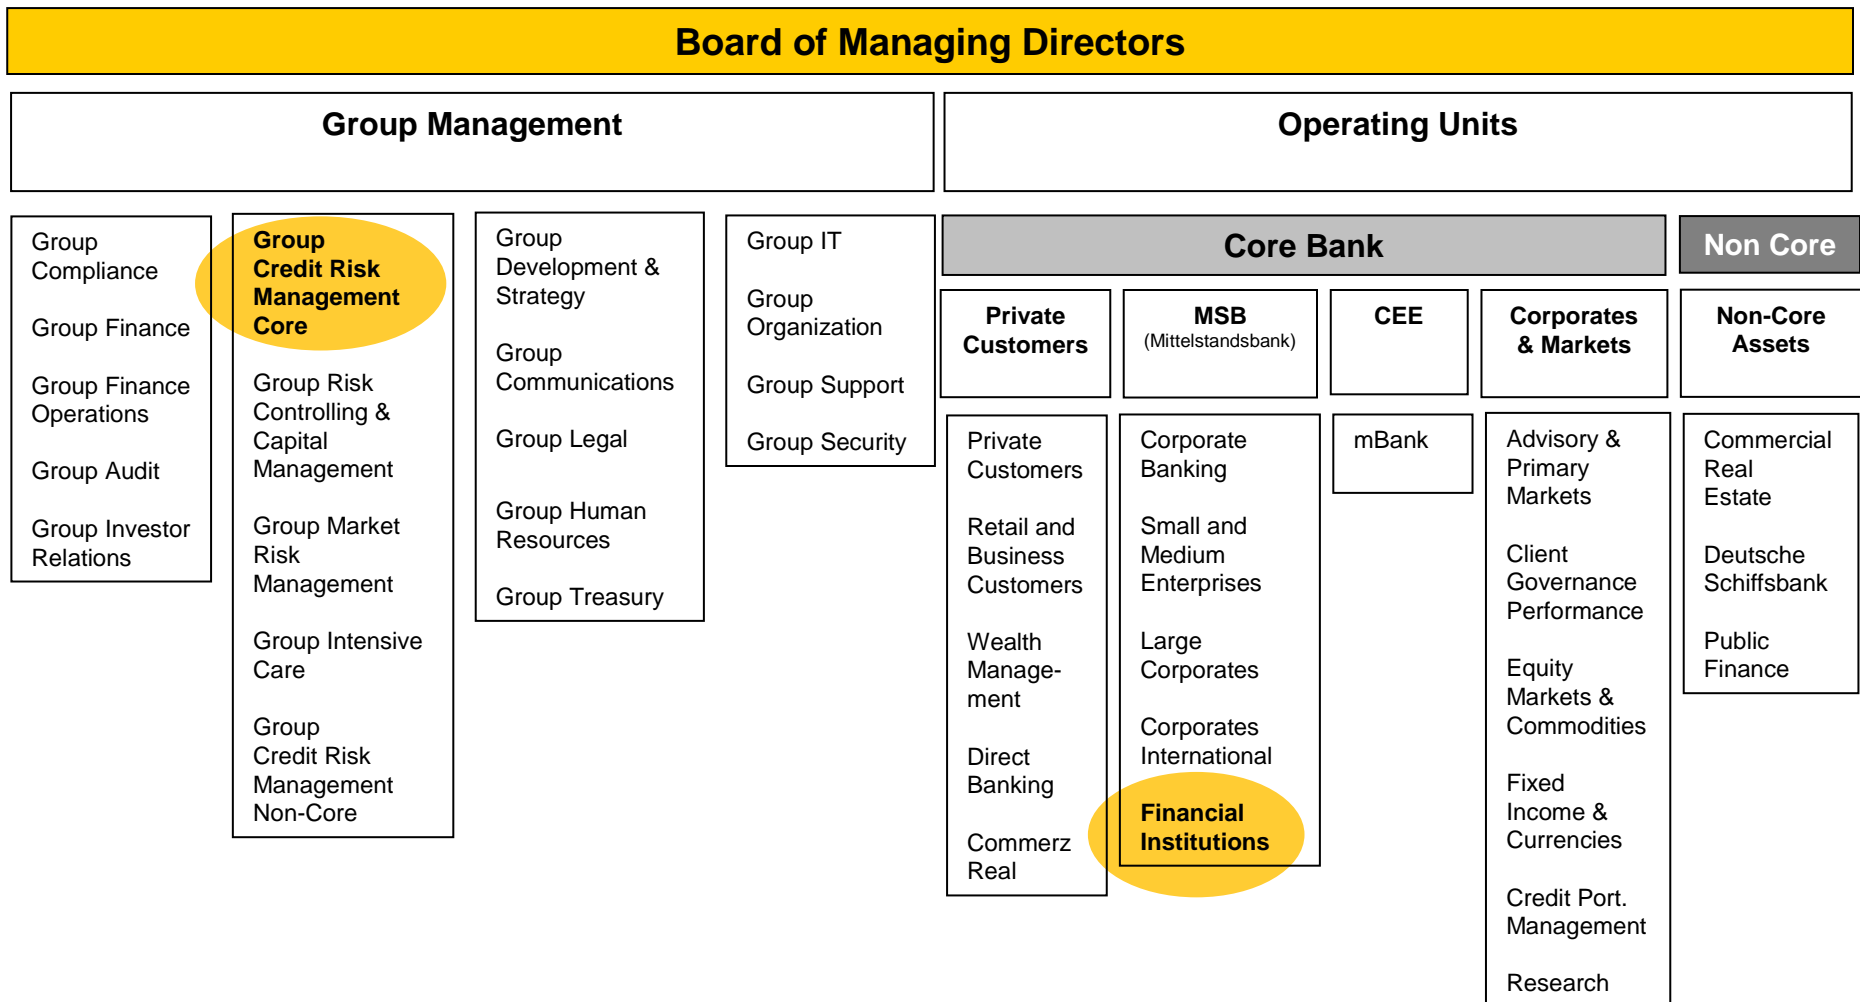 Board of Managing Directors
Group Management
Operating Units
Group
Compliance
Group Finance
Group Finance
Operations
Group Audit
Group Investor
Relations
Group
Credit Risk
Management
Core
Group Risk
Controlling &
Capital
Management
Group Market
Risk
Management
Group Intensive
Care
Group
Credit Risk
Management
Non-Core
Group
Development &
Strategy
Group
Communications
Group Legal
Group Human
Resources
Group Treasury
Group IT
Group
Organization
Group Support
Group Security
Core Bank
Non Core
Private
Customers
MSB
(Mittelstandsbank)
CEE
Corporates
& Markets
Non-Core
Assets
Private
Customers
Retail and
Business
Customers
Wealth
Manage-
ment
Direct
Banking
Commerz
Real
Corporate
Banking
Small and
Medium
Enterprises
Large
Corporates
Corporates
International
Financial
Institutions
mBank
Advisory &
Primary
Markets
Client
Governance
Performance
Equity
Markets &
Commodities
Fixed
Income &
Currencies
Credit Port.
Management
Research
Commercial
Real
Estate
Deutsche
Schiffsbank
Public
Finance